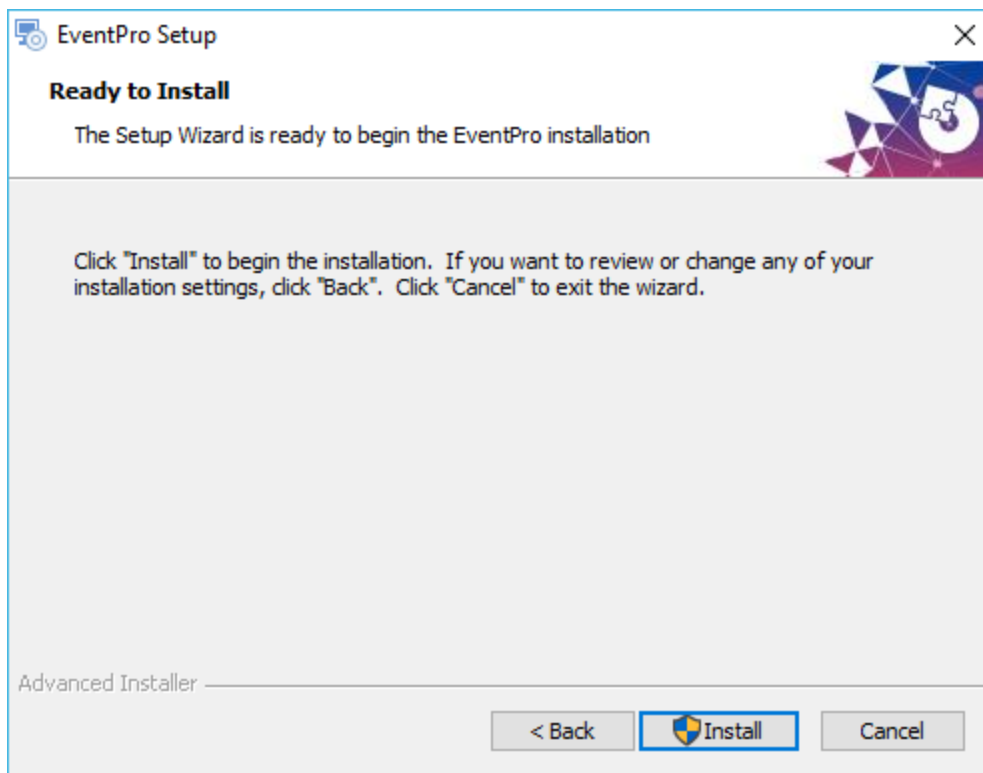 EventPro Setup
Ready to Install
The Setup Wizard is ready to begin the EventPro installation
Click "Install" to begin the installation.  If you want to review or change any of your
installation settings, click "Back".  Click "Cancel" to exit the wizard.
Advanced Installer
< Back
Install
Cancel